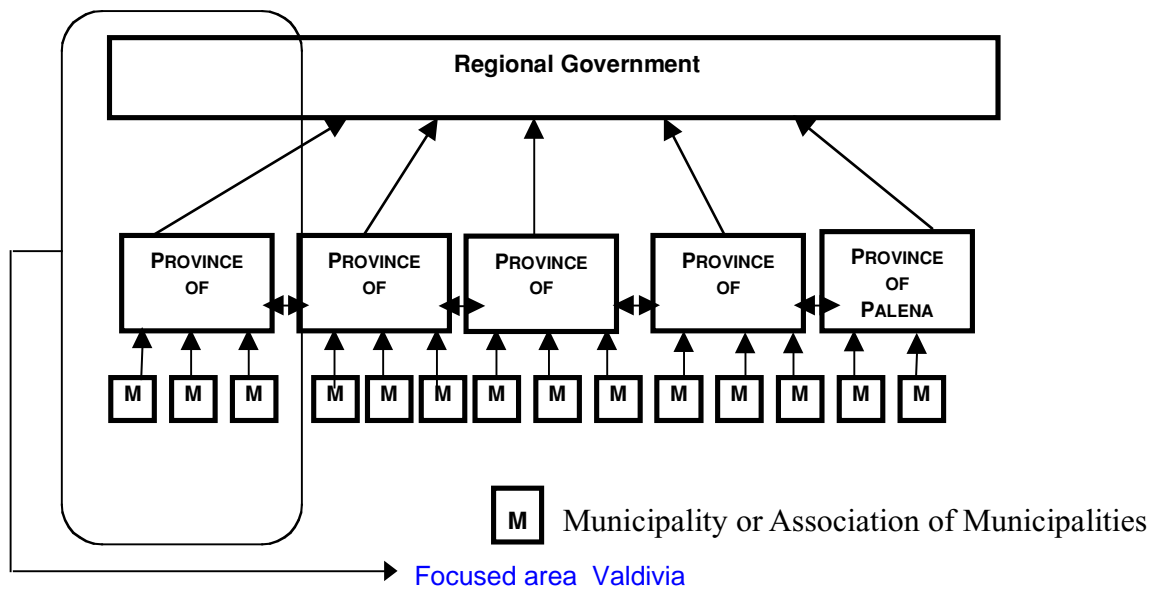 Regional Government
PROVINCE
OF
PROVINCE
OF
PROVINCE
OF
PROVINCE
OF
PROVINCE
OF
PALENA
M M M M M M M M M M M M M M
M Municipality or Association of Municipalities
Focused area Valdivia